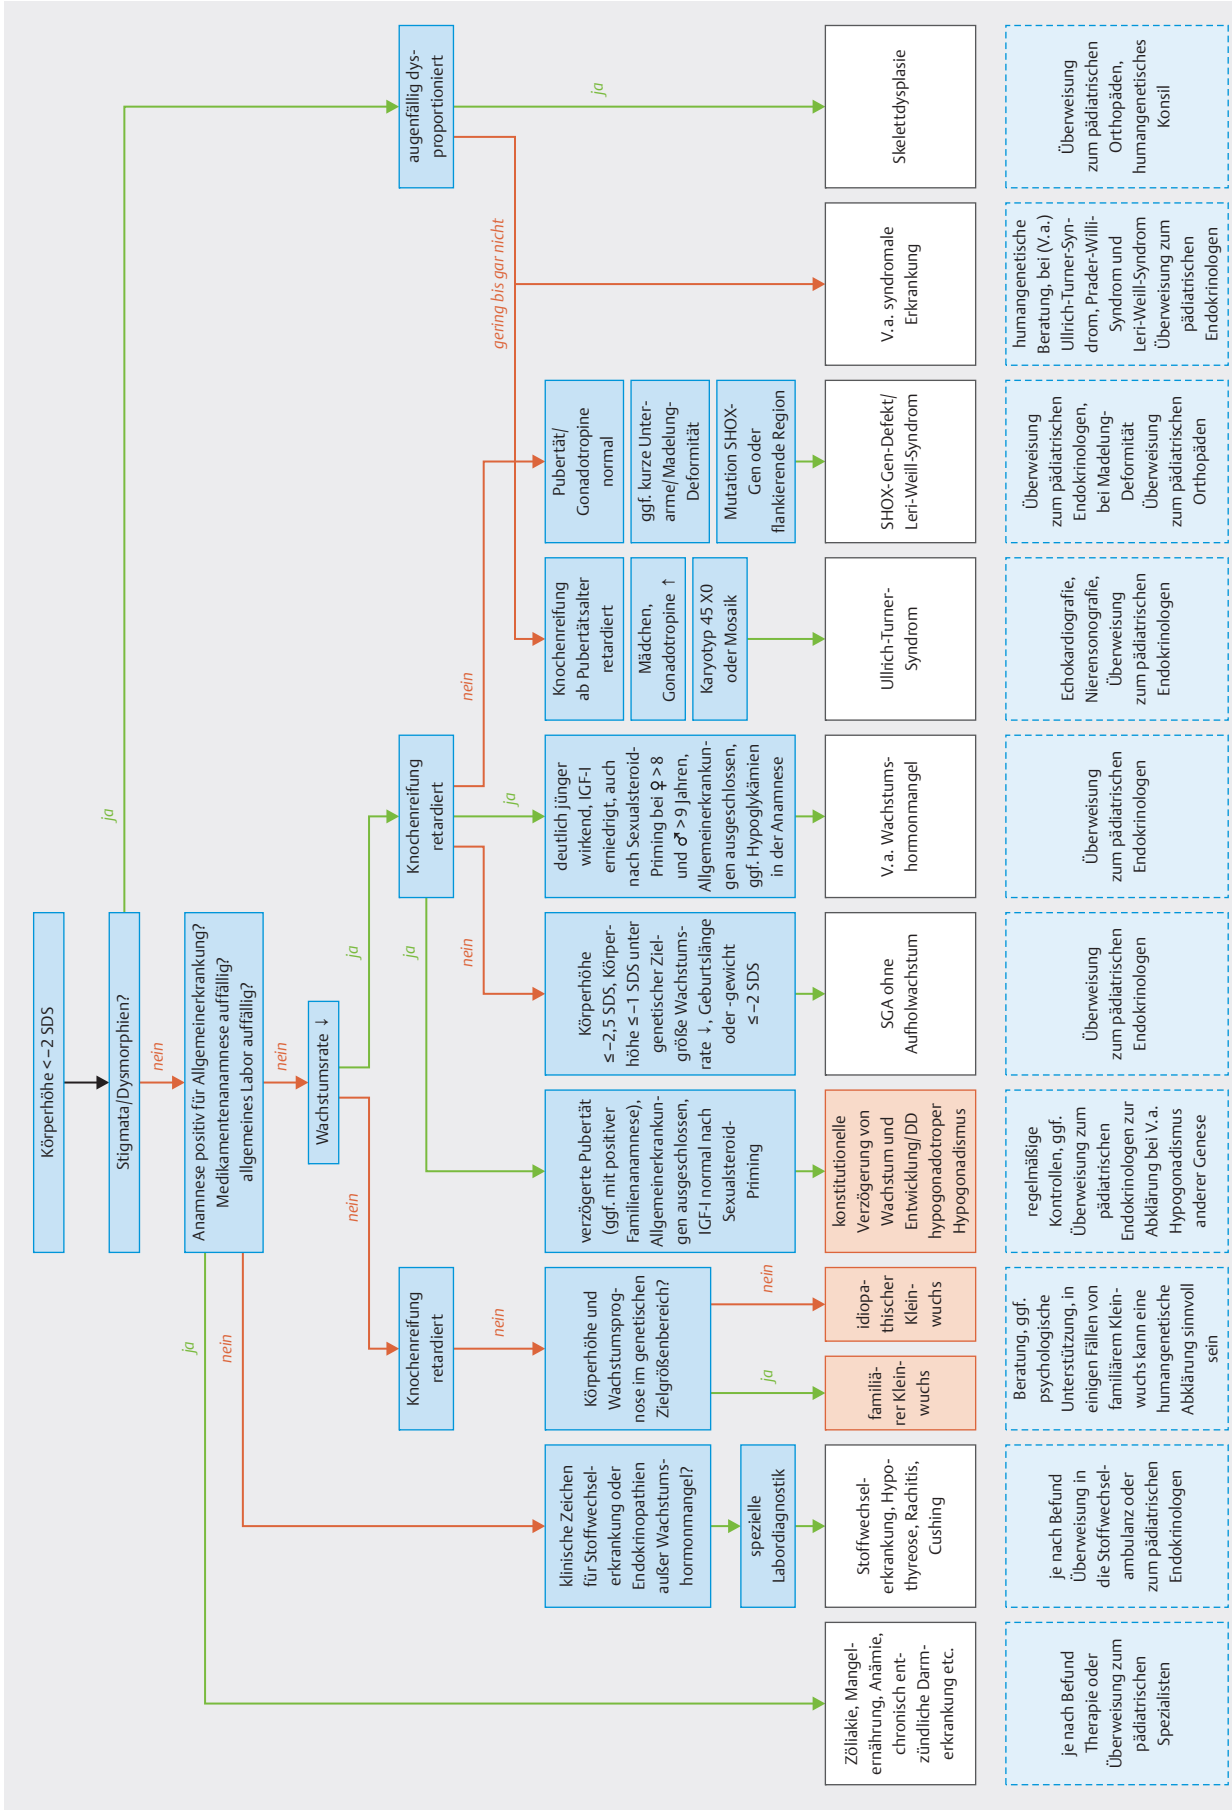 Körperhöhe < –2 SDS
Stigmata/Dysmorphien?
ja
nein
Anamnese positiv für Allgemeinerkrankung?
Medikamentenanamnese auffällig?
allgemeines Labor auffällig?
ja
nein
nein
Wachstumsrate ↓
nein
ja
Knochenreifung
retardiert
Knochenreifung
retardiert
augenfällig dys-
proportioniert
nein
ja
nein
ja
nein
gering bis gar nicht
ja
klinische Zeichen
für Stoffwechsel-
erkrankung oder
Endokrinopathien
außer Wachstums-
hormonmangel?
spezielle
Labordiagnostik
Körperhöhe und
Wachstumsprog-
nose im genetischen
Zielgrößenbereich?
ja
nein
verzögerte Pubertät
(ggf. mit positiver
Familienanamnese),
Allgemeinerkrankun-
gen ausgeschlossen,
IGF-I normal nach
Sexualsteroid-
Priming
Körperhöhe
≤ –2,5 SDS, Körper-
höhe ≤ –1 SDS unter
genetischer Ziel-
größe Wachstums-
rate ↓, Geburtslänge
oder -gewicht
≤ –2 SDS
deutlich jünger
wirkend, IGF-I
erniedrigt, auch
nach Sexualsteroid-
Priming bei ♀ > 8
und ♂ > 9 Jahren,
Allgemeinerkrankun-
gen ausgeschlossen,
ggf. Hypoglykämien
in der Anamnese
Knochenreifung
ab Pubertätsalter
retardiert
Mädchen,
Gonadotropine ↑
Karyotyp 45 X0
oder Mosaik
Pubertät/
Gonadotropine
normal
ggf. kurze Unter-
arme/Madelung-
Deformität
Mutation SHOX-
Gen oder
flankierende Region
Zöliakie, Mangel-
ernährung, Anämie,
chronisch ent-
zündliche Darm-
erkrankung etc.
Stoffwechsel-
erkrankung, Hypo-
thyreose, Rachitis,
Cushing
familiä-
rer Klein-
wuchs
idiopa-
thischer
Klein-
wuchs
konstitutionelle
Verzögerung von
Wachstum und
Entwicklung/DD
hypogonadotroper
Hypogonadismus
SGA ohne
Aufholwachstum
V. a. Wachstums-
hormonmangel
Ullrich-Turner-
Syndrom
SHOX-Gen-Defekt/
Leri-Weill-Syndrom
V. a. syndromale
Erkrankung
Skelettdysplasie
je nach Befund
Therapie oder
Überweisung zum
pädiatrischen
Spezialisten
je nach Befund
Überweisung in
die Stoffwechsel-
ambulanz oder
zum pädiatrischen
Endokrinologen
Beratung, ggf.
psychologische
Unterstützung, in
einigen Fällen von
familiärem Klein-
wuchs kann eine
humangenetische
Abklärung sinnvoll
sein
regelmäßige
Kontrollen, ggf.
Überweisung zum
pädiatrischen
Endokrinologen zur
Abklärung bei V. a.
Hypogonadismus
anderer Genese
Überweisung
zum pädiatrischen
Endokrinologen
Überweisung
zum pädiatrischen
Endokrinologen
Echokardiografie,
Nierensonografie,
Überweisung
zum pädiatrischen
Endokrinologen
Überweisung
zum pädiatrischen
Endokrinologen,
bei Madelung-
Deformität
Überweisung
zum pädiatrischen
Orthopäden
humangenetische
Beratung, bei (V. a.)
Ullrich-Turner-Syn-
drom, Prader-Willi-
Syndrom und
Leri-Weill-Syndrom
Überweisung zum
pädiatrischen
Endokrinologen
Überweisung
zum pädiatrischen
Orthopäden,
humangenetisches
Konsil